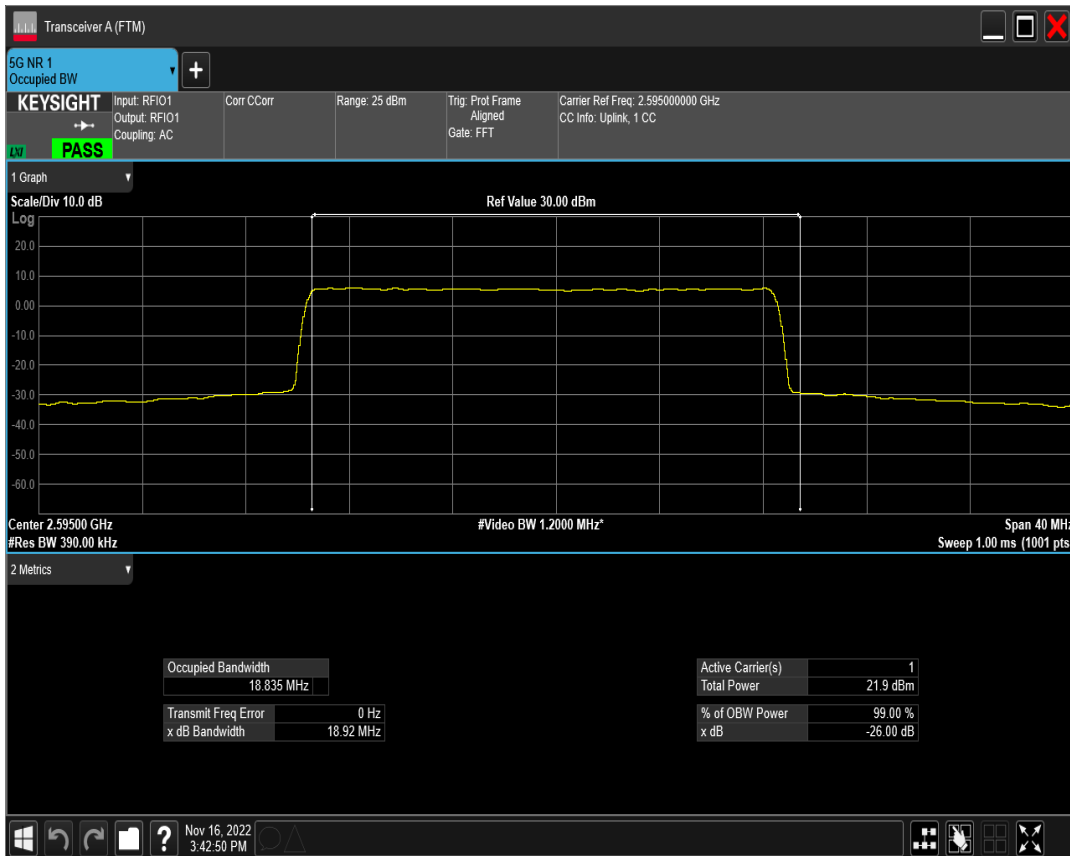 Transceiver A (FTM)
5G NR 1
Occupied BW
+
KEYSIGHT
LXI
PASS
Input: RFIO1
Output: RFIO1
Coupling: AC
Corr CCorr
Range: 25 dBm
Trig: Prot Frame
Aligned
Gate: FFT
Carrier Ref Freq: 2.595000000 GHz
CC Info: Uplink, 1 CC
1 Graph
Scale/Div 10.0 dB
Ref Value 30.00 dBm
Log
20.0
10.0
0.00
-10.0
-20.0
-30.0
-40.0
-50.0
-60.0
Center 2.59500 GHz
#Video BW 1.2000 MHz*
Span 40 MHz
#Res BW 390.00 kHz
Sweep 1.00 ms (1001 pts
2 Metrics
Occupied Bandwidth
18.835 MHz
Transmit Freq Error 0 Hz
x dB Bandwidth 18.92 MHz
Active Carrier(s) 1
Total Power 21.9 dBm
% of OBW Power 99.00 %
x dB -26.00 dB
?
Nov 16, 2022
3:42:50 PM